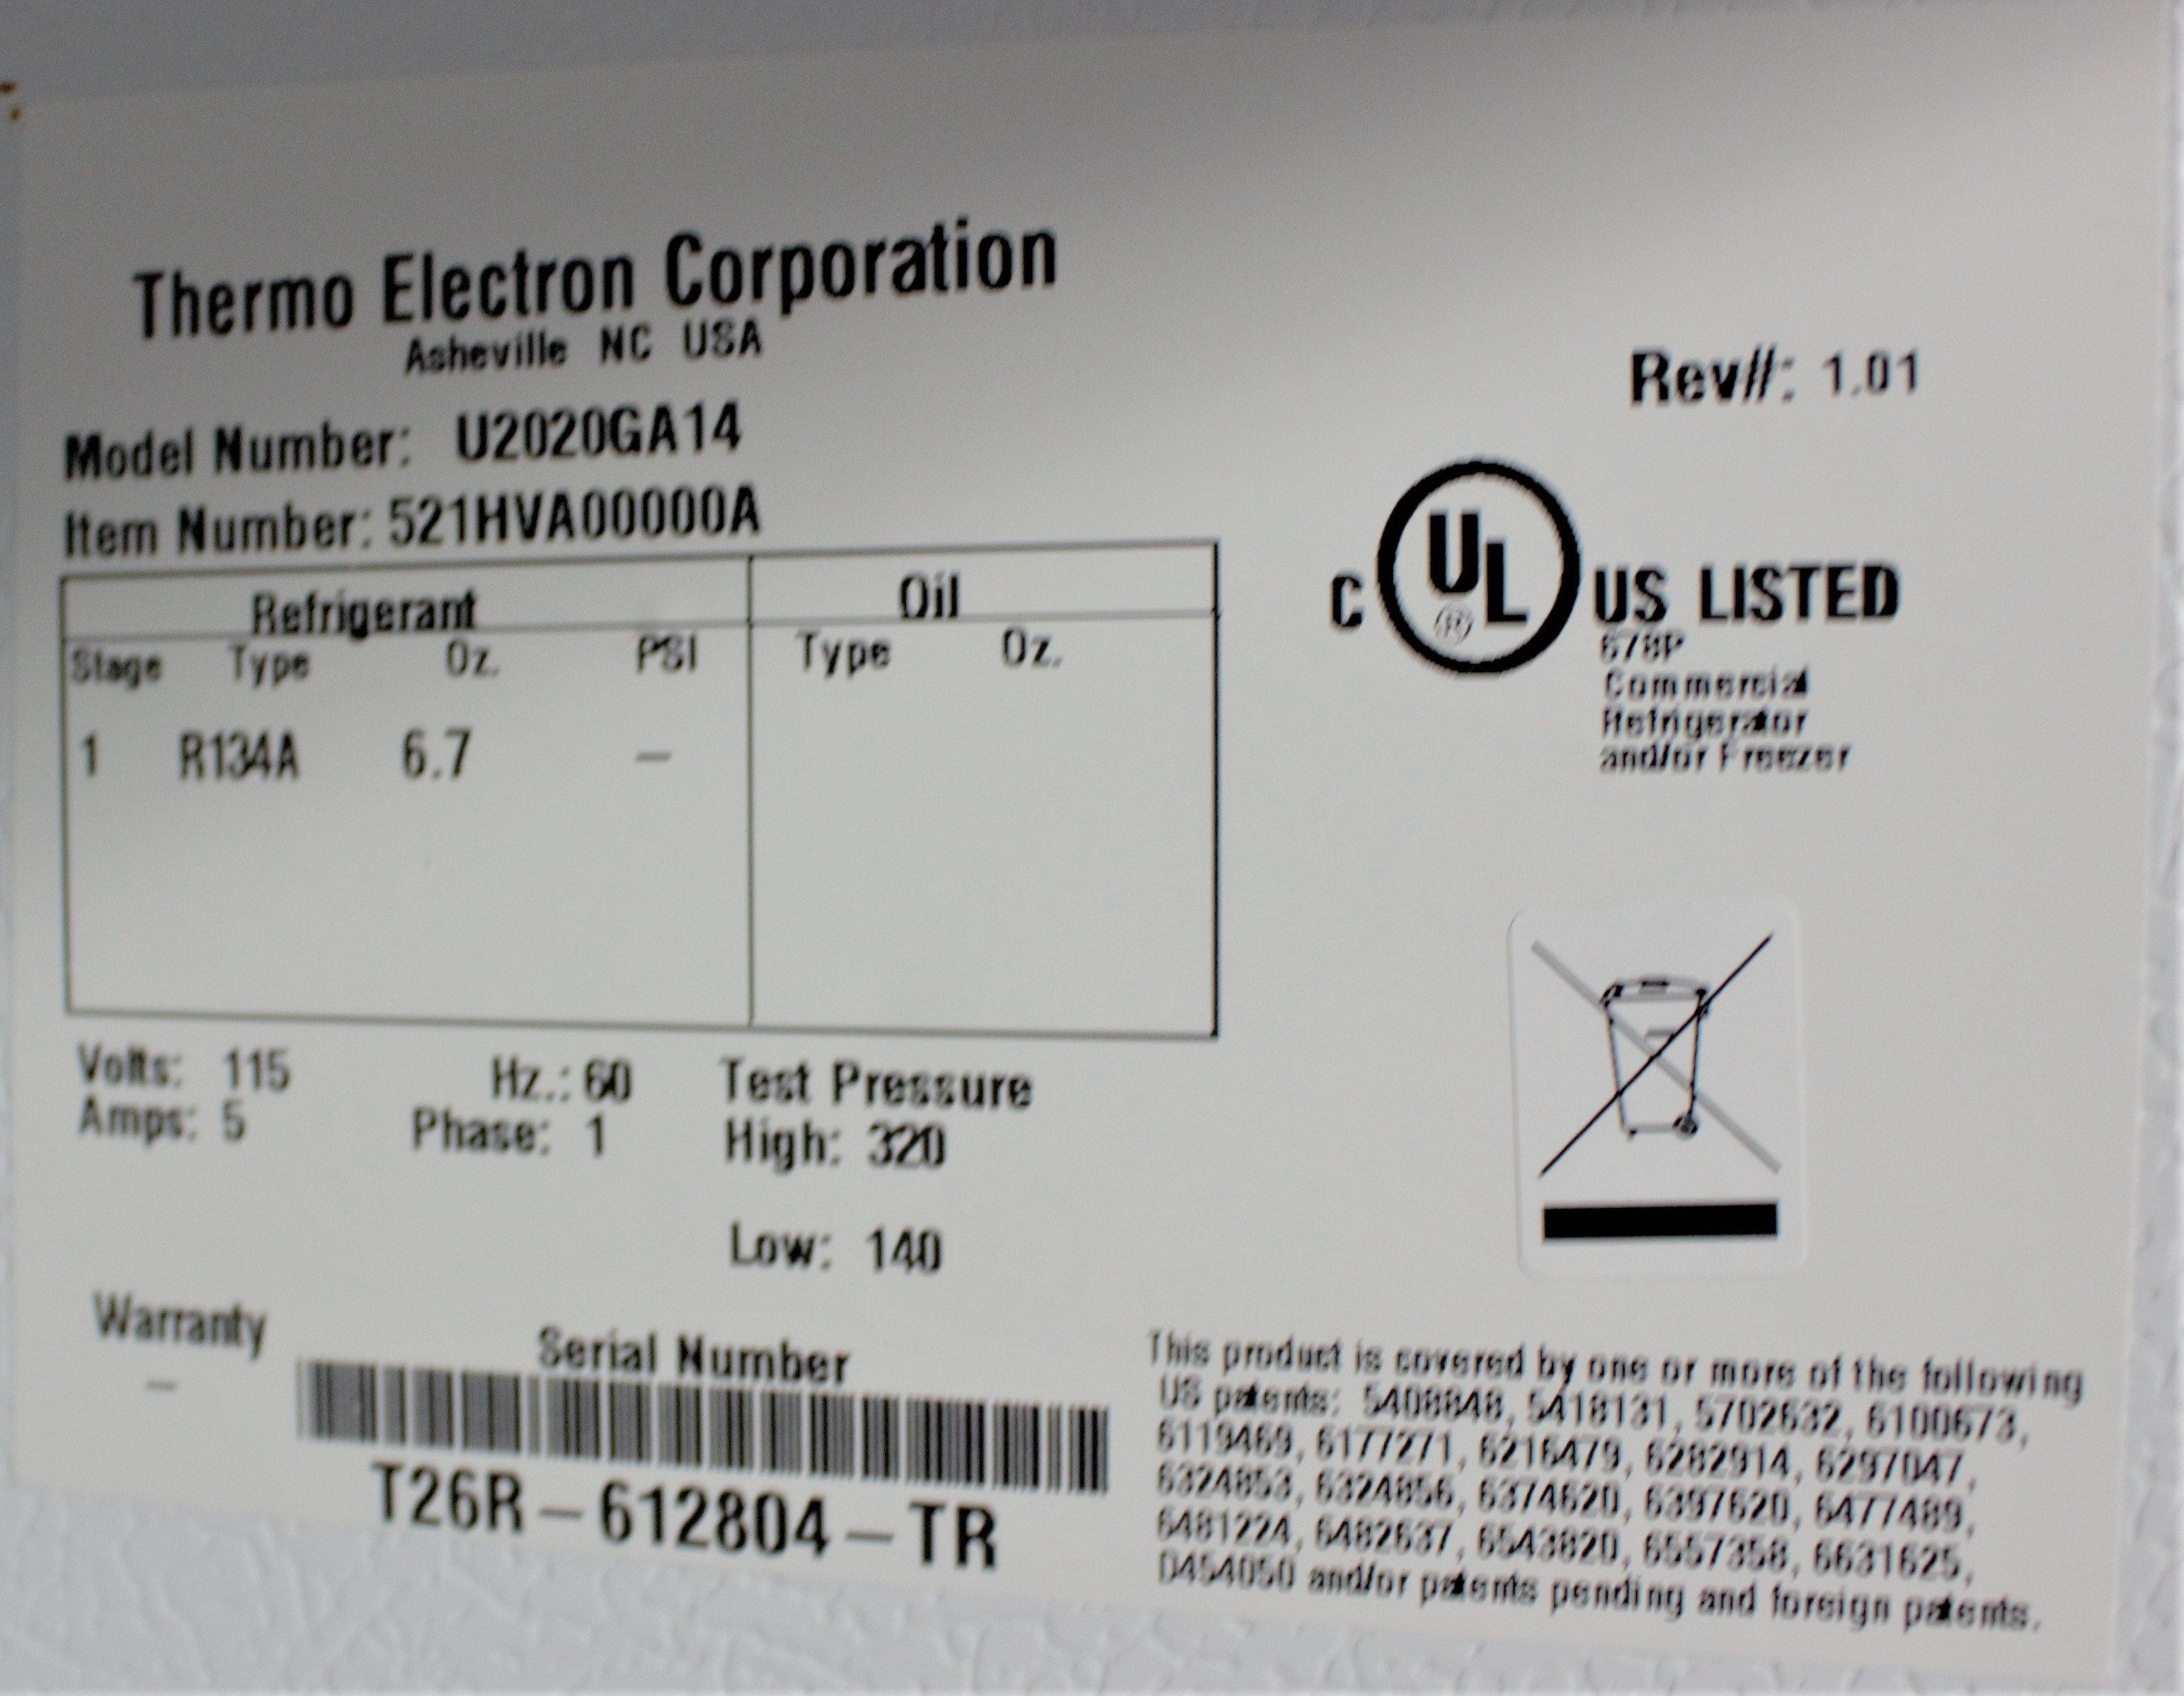 Thermo Electron Corporation
Asheville NC USA
Rev#: 1.01
Model Number: U2020GA14
Item Number: 521HVA00000A
Refrigerant Oil
Stage Type Oz. PSI Type Oz.
1 R134A 6.7 –
C UL ® US LISTED
678P
Commercial
Refrigerator
and/or Freezer
Volts: 115 Hz.: 60 Test Pressure
Amps: 5 Phase: 1 High: 320
Low: 140
Warranty
–
Serial Number
T26R–612804–TR
This product is covered by one or more of the following
US patents: 5408848, 5418131, 5702632, 6100673,
6119469, 6177271, 6216479, 6282914, 6297047,
6324853, 6324856, 6374620, 6397620, 6477489,
6481224, 6482637, 6543820, 6557358, 6631625,
D454050 and/or patents pending and foreign patents.